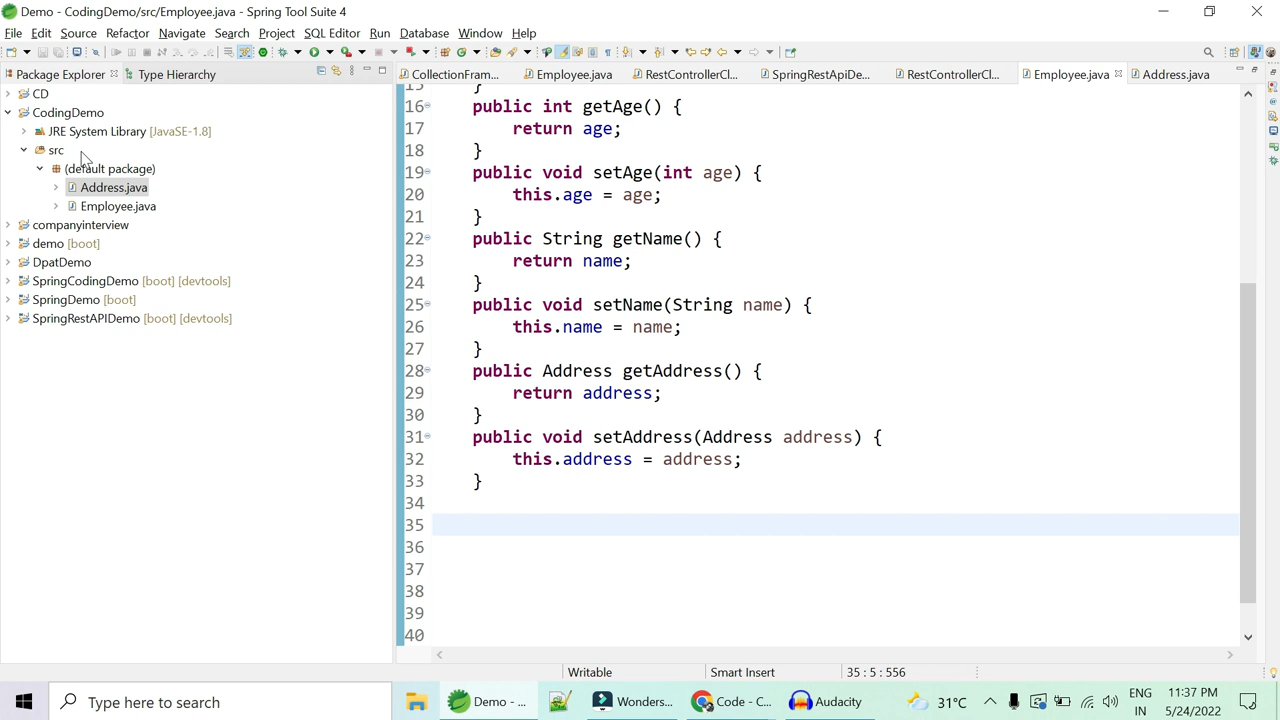 Demo - CodingDemo/src/Employee.java - Spring Tool Suite 4
File Edit Source Refactor Navigate Search Project SQL Editor Run Database Window Help
Package Explorer Type Hierarchy
CollectionFram... Employee.java RestControllerCl... SpringRestApiDe... RestControllerCl... Employee.java Address.java
CD
CodingDemo
JRE System Library [JavaSE-1.8]
src
(default package)
Address.java
Employee.java
companyinterview
demo [boot]
DpatDemo
SpringCodingDemo [boot] [devtools]
SpringDemo [boot]
SpringRestAPIDemo [boot] [devtools]
15 }
16 public int getAge() {
17 return age;
18 }
19 public void setAge(int age) {
20 this.age = age;
21 }
22 public String getName() {
23 return name;
24 }
25 public void setName(String name) {
26 this.name = name;
27 }
28 public Address getAddress() {
29 return address;
30 }
31 public void setAddress(Address address) {
32 this.address = address;
33 }
34
35
36
37
38
39
40
Writable Smart Insert 35 : 5 : 556
Type here to search
Demo - ... Wonders... Code - C... Audacity 31°C ENG IN 11:37 PM 5/24/2022